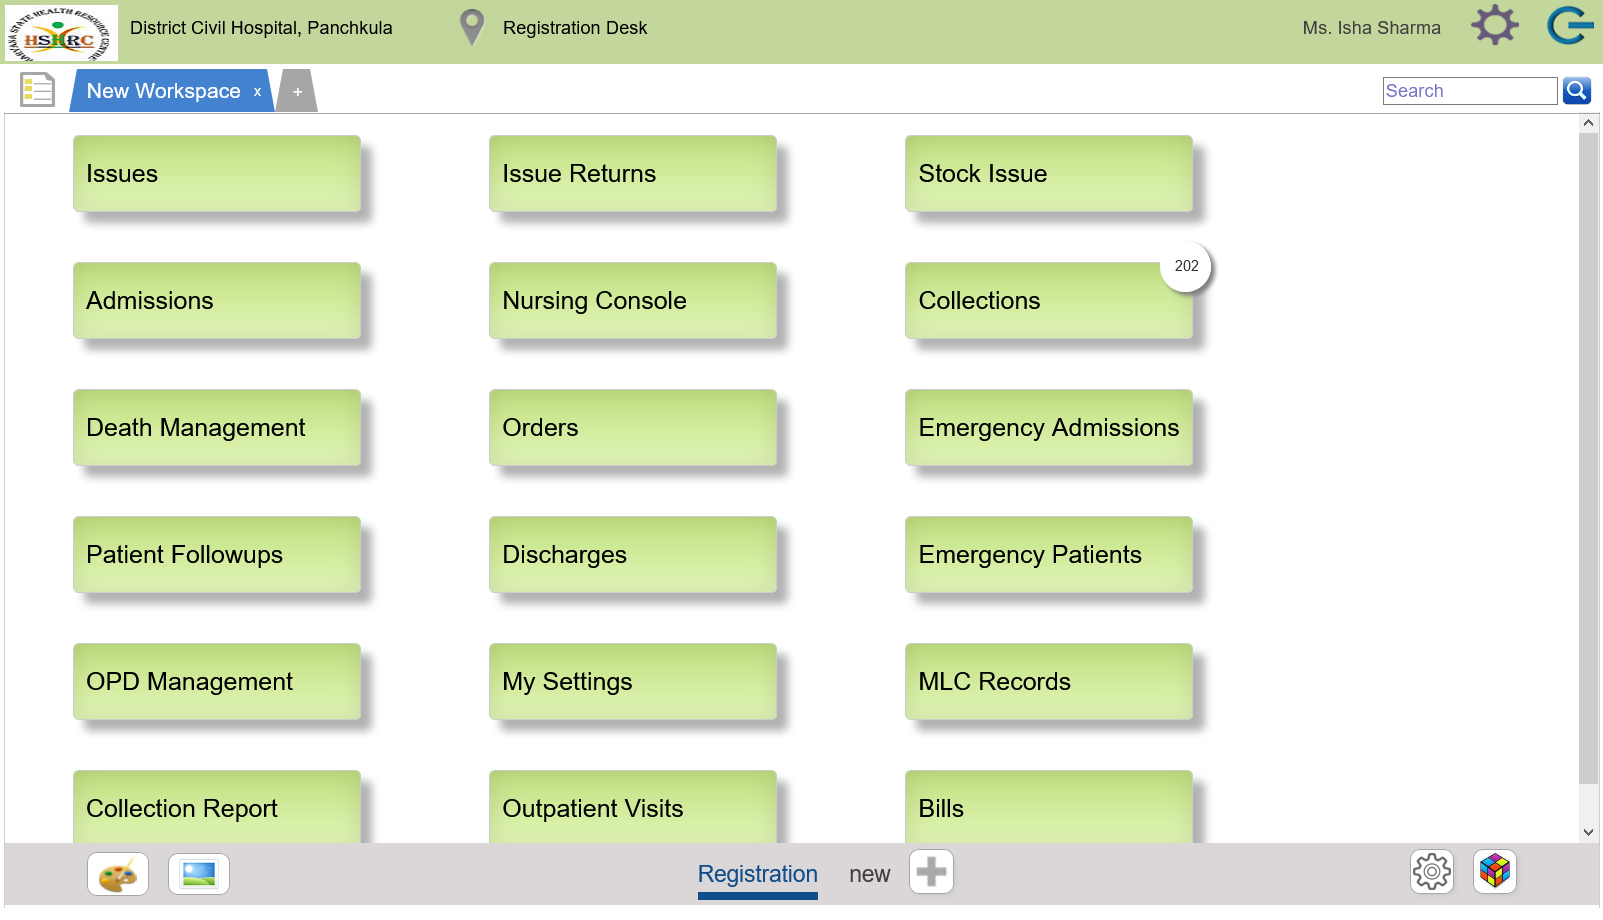 HARYANA STATE HEALTH RESOURCE CENTRE
HSHRC
District Civil Hospital, Panchkula
Registration Desk
Ms. Isha Sharma
New Workspace x
+
Search
Issues
Issue Returns
Stock Issue
Admissions
Nursing Console
Collections
202
Death Management
Orders
Emergency Admissions
Patient Followups
Discharges
Emergency Patients
OPD Management
My Settings
MLC Records
Collection Report
Outpatient Visits
Bills
Registration
new